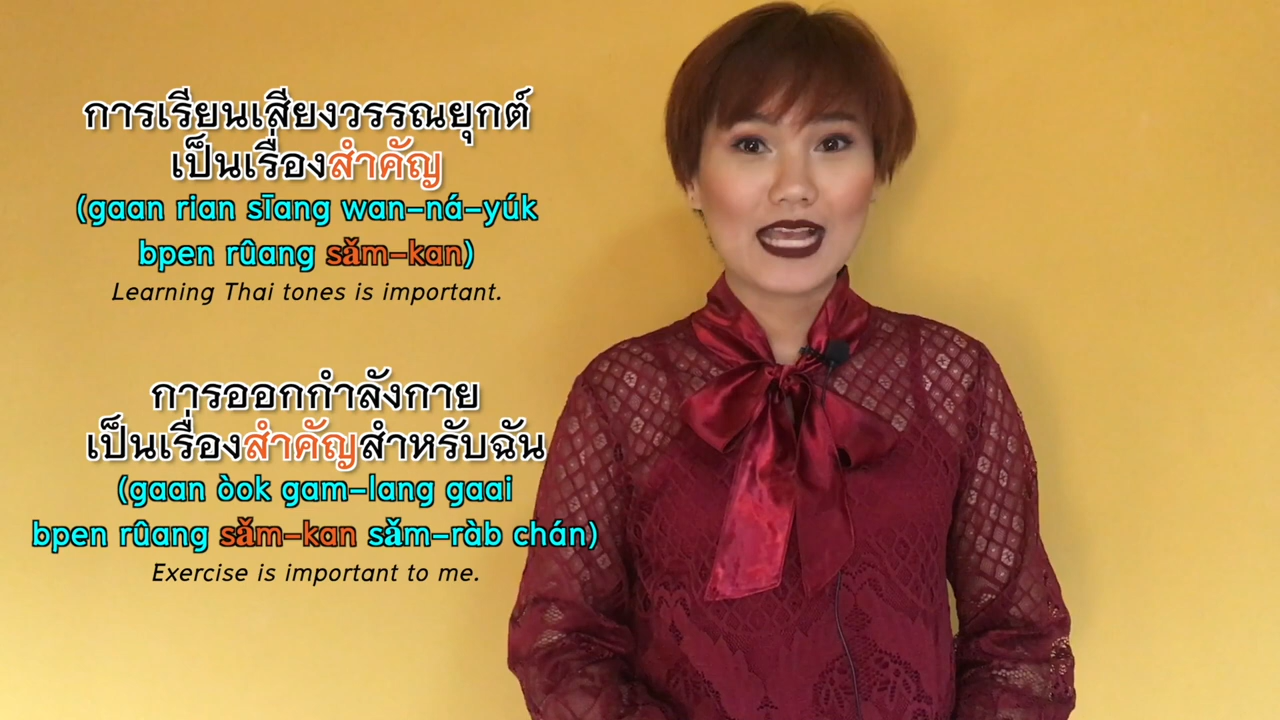 การเรียนเสียงวรรณยุกต์
เป็นเรื่องสำคัญ
(gaan rian sīang wan-ná-yúk
bpen rûang sǎm-kan)
Learning Thai tones is important.
การออกกำลังกาย
เป็นเรื่องสำคัญสำหรับฉัน
(gaan òok gam-lang gaai
bpen rûang sǎm-kan sǎm-ràb chán)
Exercise is important to me.